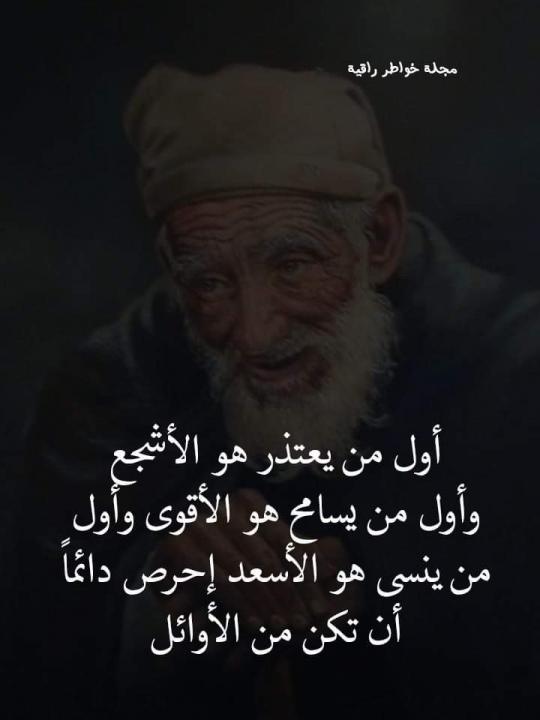 مجلة خواطر راقية
أول من يعتذر هو الأشجع
وأول من يسامح هو الأقوى وأول
من ينسى هو الأسعد إحرص دائماً
أن تكن من الأوائل